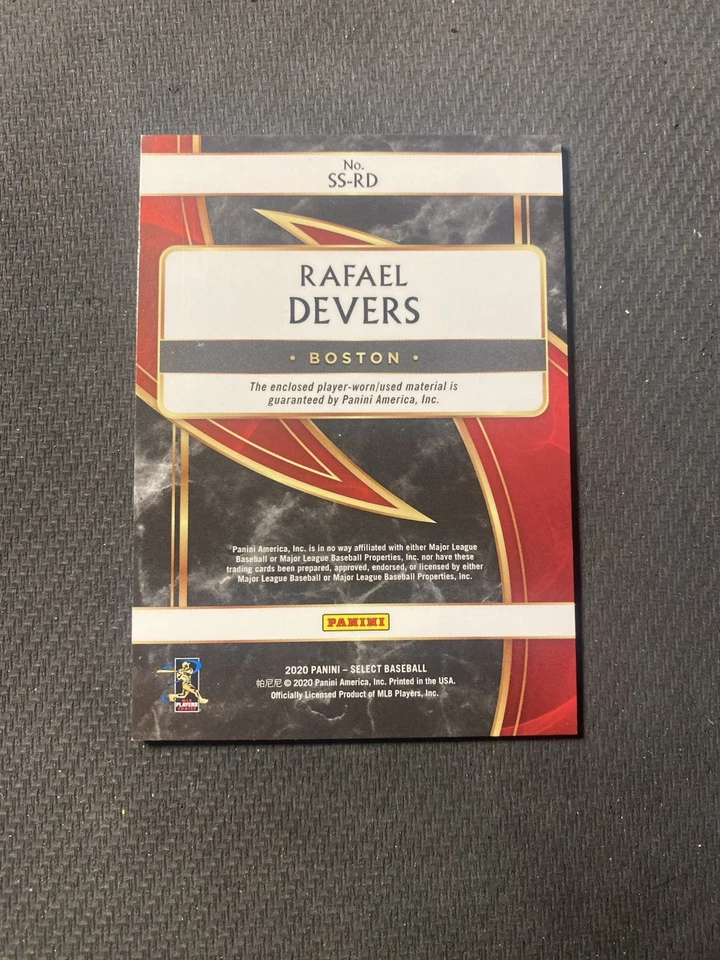 No.
SS-RD
RAFAEL
DEVERS
• BOSTON •
The enclosed player-worn/used material is
guaranteed by Panini America, Inc.
Panini America, Inc. is in no way affiliated with either Major League
Baseball or Major League Baseball Properties, Inc. nor have these
trading cards been prepared, approved, endorsed, or licensed by either
Major League Baseball or Major League Baseball Properties, Inc.
PANINI
2020 PANINI – SELECT BASEBALL
帕尼尼 © 2020 Panini America, Inc. Printed in the USA.
Officially Licensed Product of MLB Players, Inc.
PLAYERS